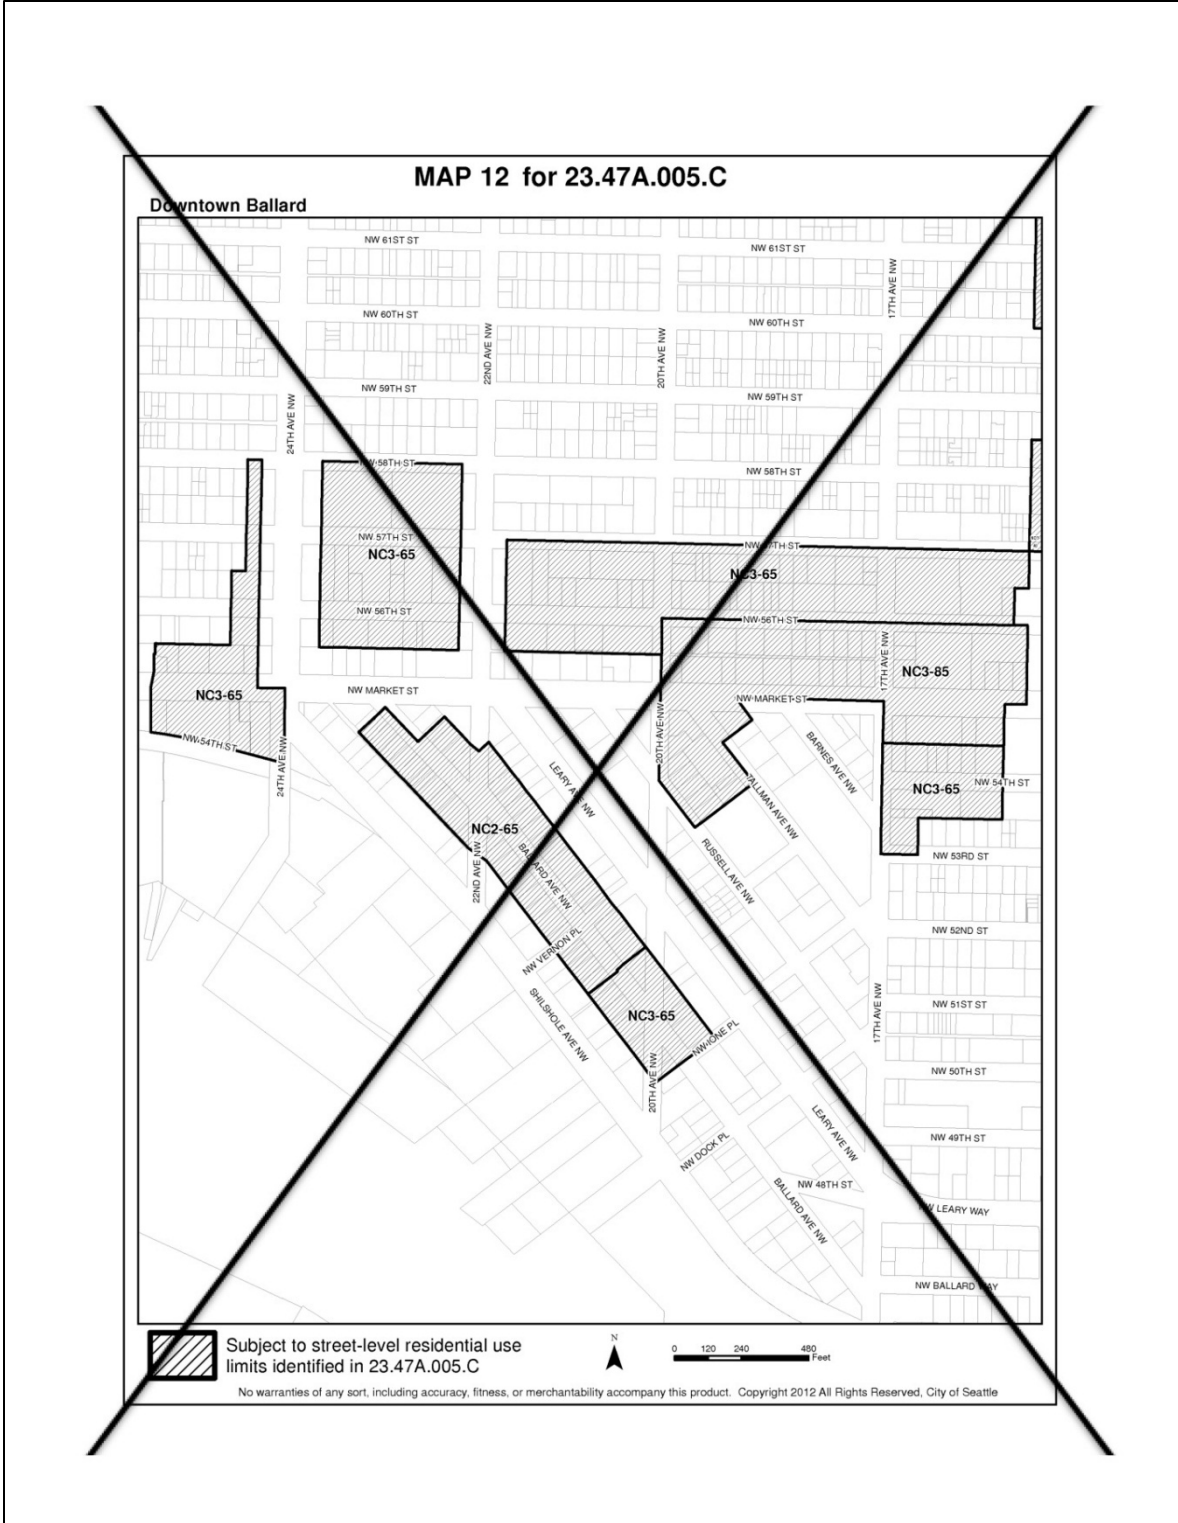 MAP 12 for 23.47A.005.C
Downtown Ballard
NW 61ST ST
NW 61ST ST
17TH AVE NW
NW 60TH ST
NW 60TH ST
22ND AVE NW
20TH AVE NW
NW 59TH ST
NW 59TH ST
24TH AVE NW
NW 58TH ST
NW 58TH ST
NW 57TH ST
NC3-65
NC3-65
NW 56TH ST
NW 56TH ST
17TH AVE NW
NC3-85
NC3-65
NW MARKET ST
NW MARKET ST
NW 54TH ST
24TH AVE NW
20TH AVE NW
BARNES AVE NW
LEARY AVE NW
TALLMAN AVE NW
NC3-65
NW 54TH ST
NC2-65
22ND AVE NW
BALLARD AVE NW
RUSSELL AVE NW
NW 53RD ST
NW VERNON PL
NW 52ND ST
SHILSHOLE AVE NW
NC3-65
NW IONE PL
17TH AVE NW
NW 51ST ST
20TH AVE NW
NW 50TH ST
LEARY AVE NW
NW 49TH ST
NW DOCK PL
NW 48TH ST
BALLARD AVE NW
NW LEARY WAY
NW BALLARD WAY
Subject to street-level residential use
limits identified in 23.47A.005.C
N
0 120 240 480
Feet
No warranties of any sort, including accuracy, fitness, or merchantability accompany this product. Copyright 2012 All Rights Reserved, City of Seattle